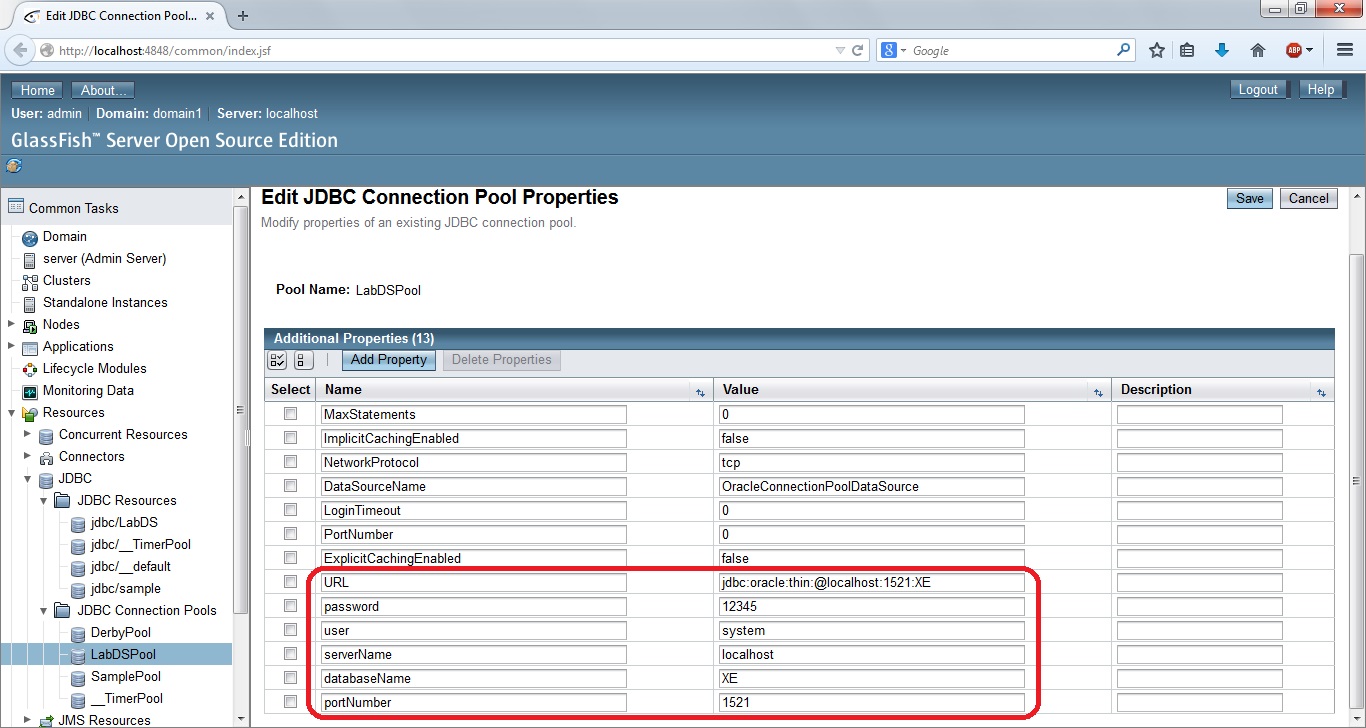 Edit JDBC Connection Pool...
http://localhost:4848/common/index.jsf
8 Google
ABP
Home About... Logout Help
User: admin Domain: domain1 Server: localhost
GlassFish™ Server Open Source Edition
Common Tasks
Domain
server (Admin Server)
Clusters
Standalone Instances
Nodes
Applications
Lifecycle Modules
Monitoring Data
Resources
Concurrent Resources
Connectors
JDBC
JDBC Resources
jdbc/LabDS
jdbc/__TimerPool
jdbc/__default
jdbc/sample
JDBC Connection Pools
DerbyPool
LabDSPool
SamplePool
__TimerPool
JMS Resources
Edit JDBC Connection Pool Properties
Save Cancel
Modify properties of an existing JDBC connection pool.
Pool Name: LabDSPool
Additional Properties (13)
Add Property Delete Properties
Select Name Value Description
MaxStatements 0
ImplicitCachingEnabled false
NetworkProtocol tcp
DataSourceName OracleConnectionPoolDataSource
LoginTimeout 0
PortNumber 0
ExplicitCachingEnabled false
URL jdbc:oracle:thin:@localhost:1521:XE
password 12345
user system
serverName localhost
databaseName XE
portNumber 1521